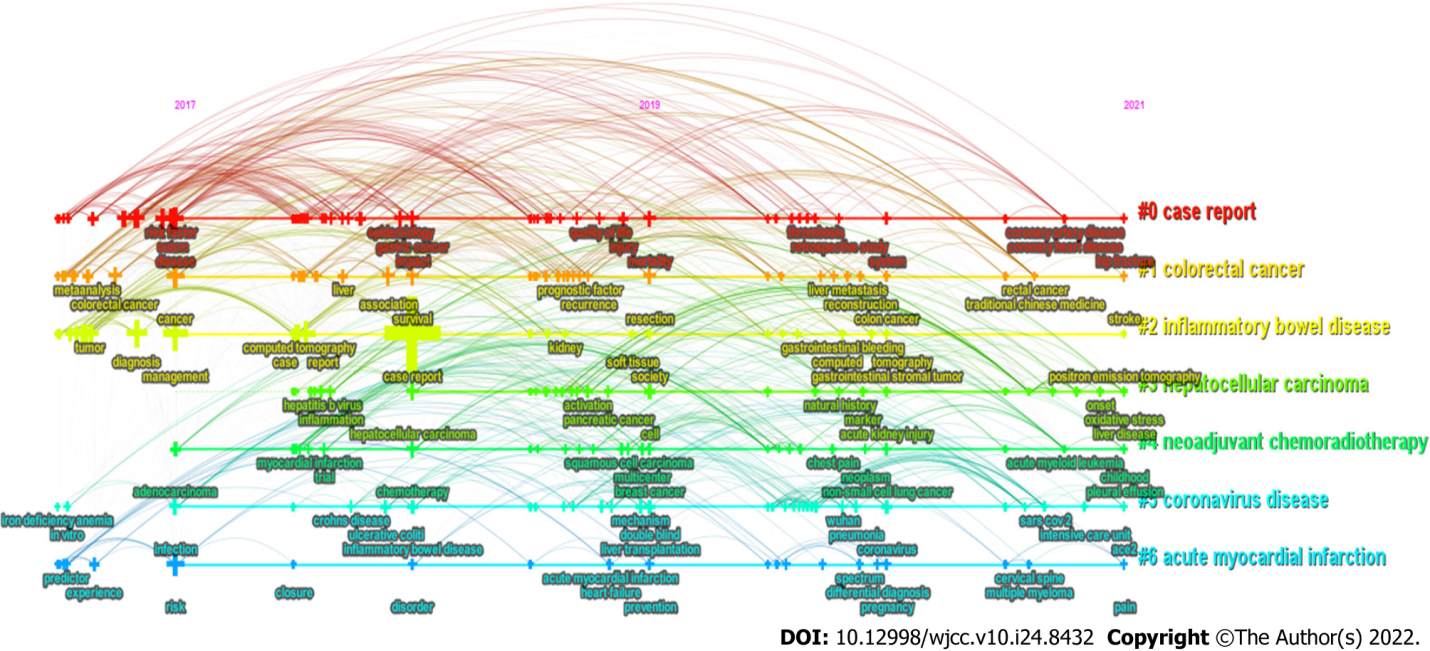 2017 2019 2021
#0 case report
risk factor epidemiology quality of life thrombosis coronary artery disease
gastric cancer injury retrospective study coronary heart disease
disease impact mortality system hip fracture
#1 colorectal cancer
metaanalysis liver prognostic factor liver metastasis rectal cancer
colorectal cancer association recurrence reconstruction traditional chinese medicine
cancer survival resection colon cancer stroke
#2 inflammatory bowel disease
tumor computed tomography kidney gastrointestinal bleeding
diagnosis case report soft tissue computed tomography
management case report society gastrointestinal stromal tumor positron emission tomography
#3 hepatocellular carcinoma
hepatitis b virus activation natural history onset
inflammation pancreatic cancer marker oxidative stress
hepatocellular carcinoma cell acute kidney injury liver disease
#4 neoadjuvant chemoradiotherapy
myocardial infarction squamous cell carcinoma chest pain acute myeloid leukemia
trial multicenter neoplasm childhood
adenocarcinoma chemotherapy breast cancer non-small cell lung cancer pleural effusion
#5 coronavirus disease
iron deficiency anemia crohns disease mechanism wuhan sars cov 2
in vitro ulcerative coliti double blind pneumonia intensive care unit
infection inflammatory bowel disease liver transplantation coronavirus ace2
#6 acute myocardial infarction
predictor acute myocardial infarction spectrum cervical spine
experience closure heart failure differential diagnosis multiple myeloma
risk disorder prevention pregnancy pain
DOI: 10.12998/wjcc.v10.i24.8432 Copyright ©The Author(s) 2022.